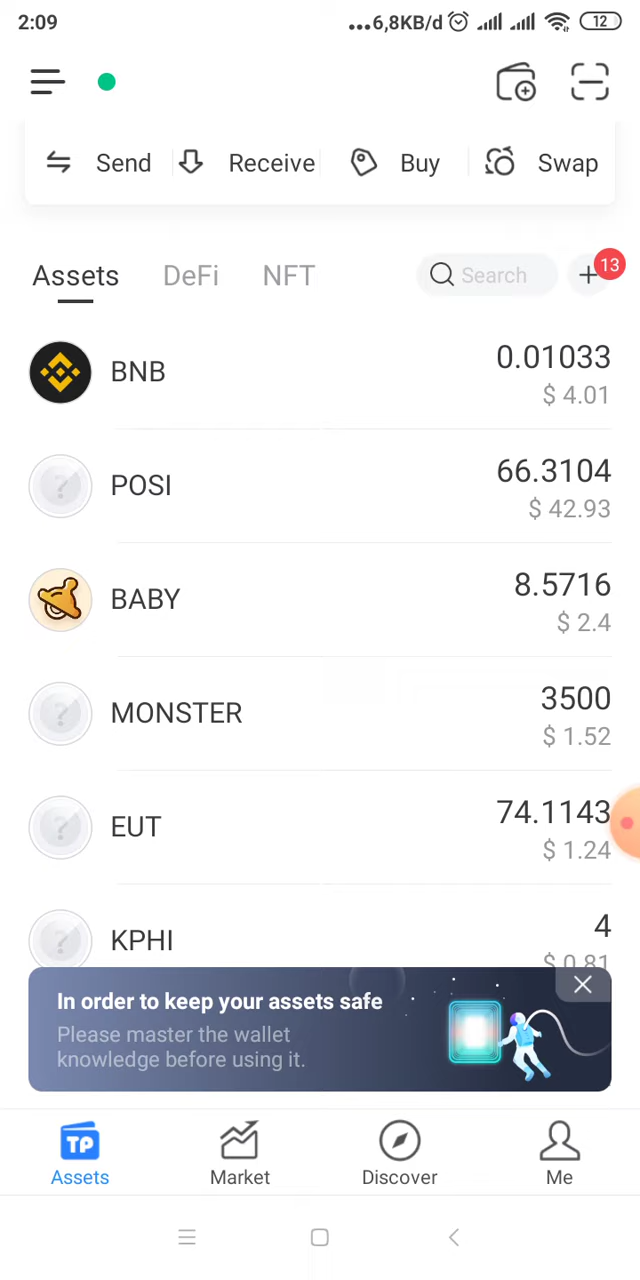 2:09 ...6,8KB/d 12
Send Receive Buy Swap
Assets DeFi NFT Search + 13
BNB 0.01033
$ 4.01
? POSI 66.3104
$ 42.93
BABY 8.5716
$ 2.4
? MONSTER 3500
$ 1.52
? EUT 74.1143
$ 1.24
? KPHI 4
$ 0.81
In order to keep your assets safe
Please master the wallet
knowledge before using it.
TP
Assets Market Discover Me